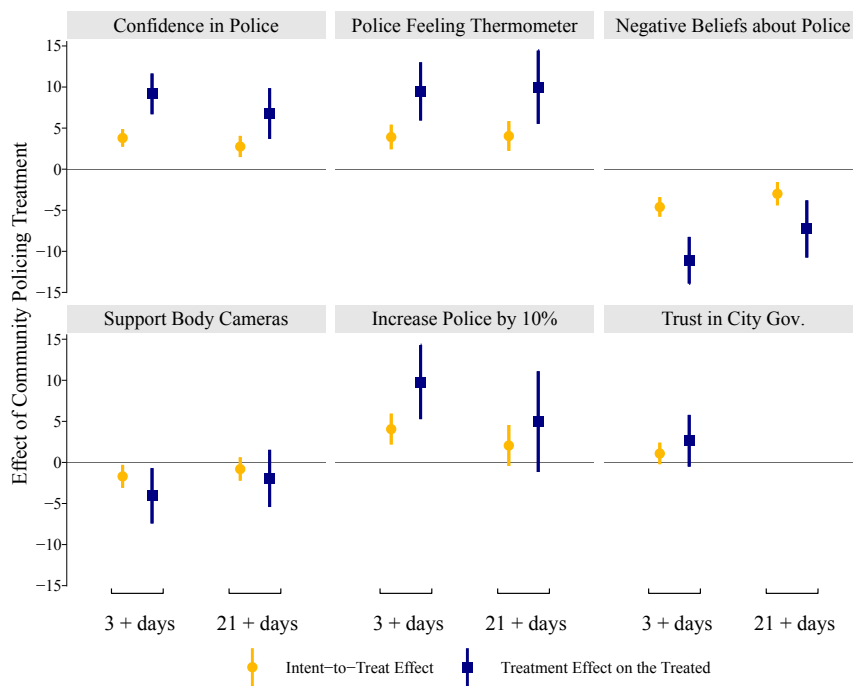 Confidence in Police
Police Feeling Thermometer
Negative Beliefs about Police
15
10
5
0
−5
−10
−15
Support Body Cameras
Increase Police by 10%
Trust in City Gov.
15
10
5
0
−5
−10
−15
Effect of Community Policing Treatment
3 + days
21 + days
3 + days
21 + days
3 + days
21 + days
Intent−to−Treat Effect
Treatment Effect on the Treated